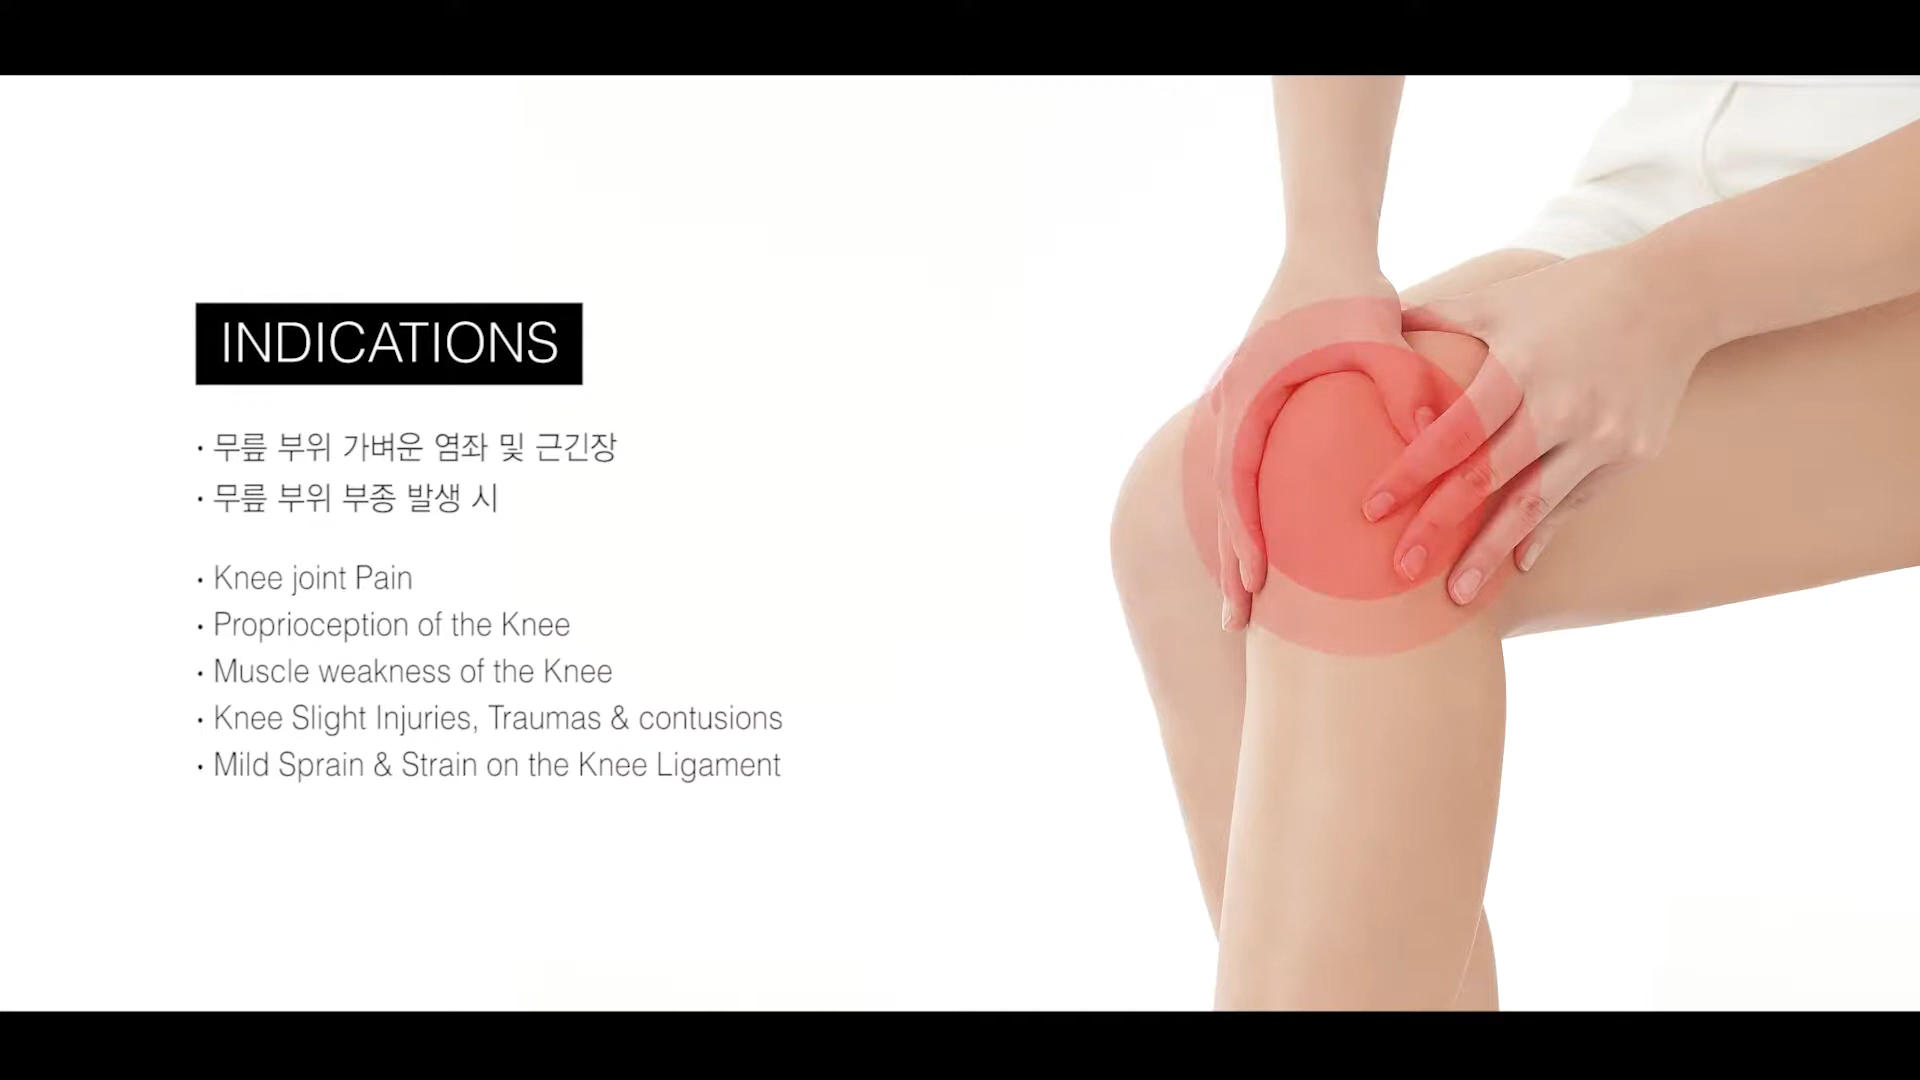 INDICATIONS
· 무릎 부위 가벼운 염좌 및 근긴장
· 무릎 부위 부종 발생 시
· Knee joint Pain
· Proprioception of the Knee
· Muscle weakness of the Knee
· Knee Slight Injuries, Traumas & contusions
· Mild Sprain & Strain on the Knee Ligament